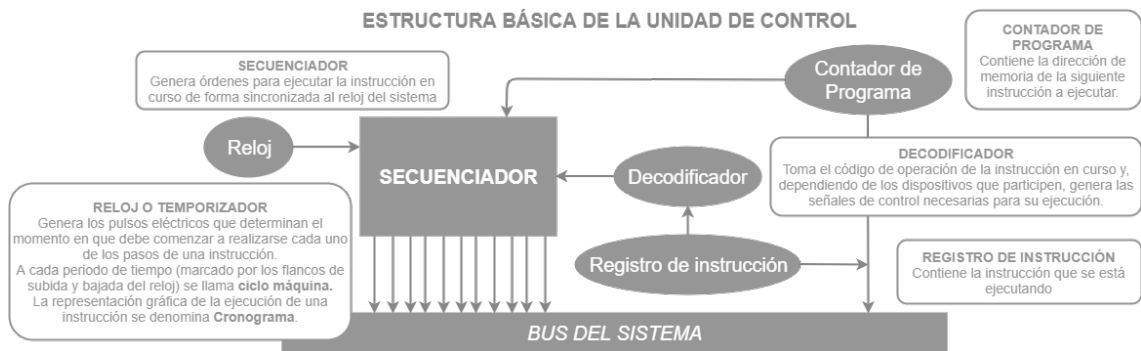 ESTRUCTURA BÁSICA DE LA UNIDAD DE CONTROL
SECUENCIADOR
Genera órdenes para ejecutar la instrucción en
curso de forma sincronizada al reloj del sistema
Contador de
Programa
CONTADOR DE
PROGRAMA
Contiene la dirección de
memoria de la siguiente
instrucción a ejecutar.
Reloj
SECUENCIADOR
Decodificador
DECODIFICADOR
Toma el código de operación de la instrucción en curso y,
dependiendo de los dispositivos que participen, genera las
señales de control necesarias para su ejecución.
RELOJ O TEMPORIZADOR
Genera los pulsos eléctricos que determinan el
momento en que debe comenzar a realizarse cada uno
de los pasos de una instrucción.
A cada periodo de tiempo (marcado por los flancos de
subida y bajada del reloj) se llama ciclo máquina.
La representación gráfica de la ejecución de una
instrucción se denomina Cronograma.
Registro de instrucción
REGISTRO DE INSTRUCCIÓN
Contiene la instrucción que se está
ejecutando
BUS DEL SISTEMA